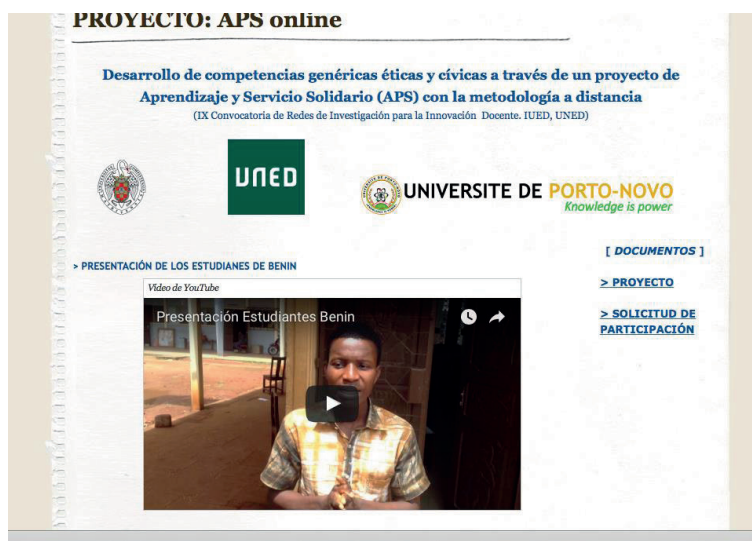 PROYECTO: APS online
Desarrollo de competencias genéricas éticas y cívicas a través de un proyecto de
Aprendizaje y Servicio Solidario (APS) con la metodología a distancia
(IX Convocatoria de Redes de Investigación para la Innovación Docente. IUED, UNED)
UNED
UNIVERSITE DE PORTO-NOVO
Knowledge is power
[ DOCUMENTOS ]
> PRESENTACIÓN DE LOS ESTUDIANES DE BENIN
> PROYECTO
Video de YouTube
Presentación Estudiantes Benin
> SOLICITUD DE
PARTICIPACIÓN